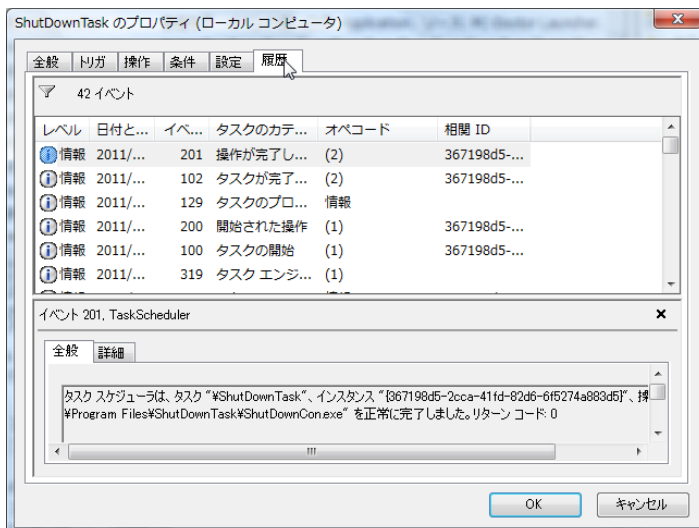 ShutDownTask のプロパティ (ローカル コンピュータ)
全般 トリガ 操作 条件 設定 履歴
42 イベント
レベル 日付と... イベ... タスクのカテ... オペコード 相関 ID
情報 2011/... 201 操作が完了し... (2) 367198d5-...
情報 2011/... 102 タスクが完了... (2) 367198d5-...
情報 2011/... 129 タスクのプロ... 情報
情報 2011/... 200 開始された操作 (1) 367198d5-...
情報 2011/... 100 タスクの開始 (1) 367198d5-...
情報 2011/... 319 タスク エンジ... (1)
イベント 201, TaskScheduler
全般 詳細
タスク スケジューラは、タスク "¥ShutDownTask"、インスタンス "{367198d5-2cca-41fd-82d6-6f5274a883d5}"、操
¥Program Files¥ShutDownTask¥ShutDownCon.exe" を正常に完了しました。リターン コード: 0
OK キャンセル